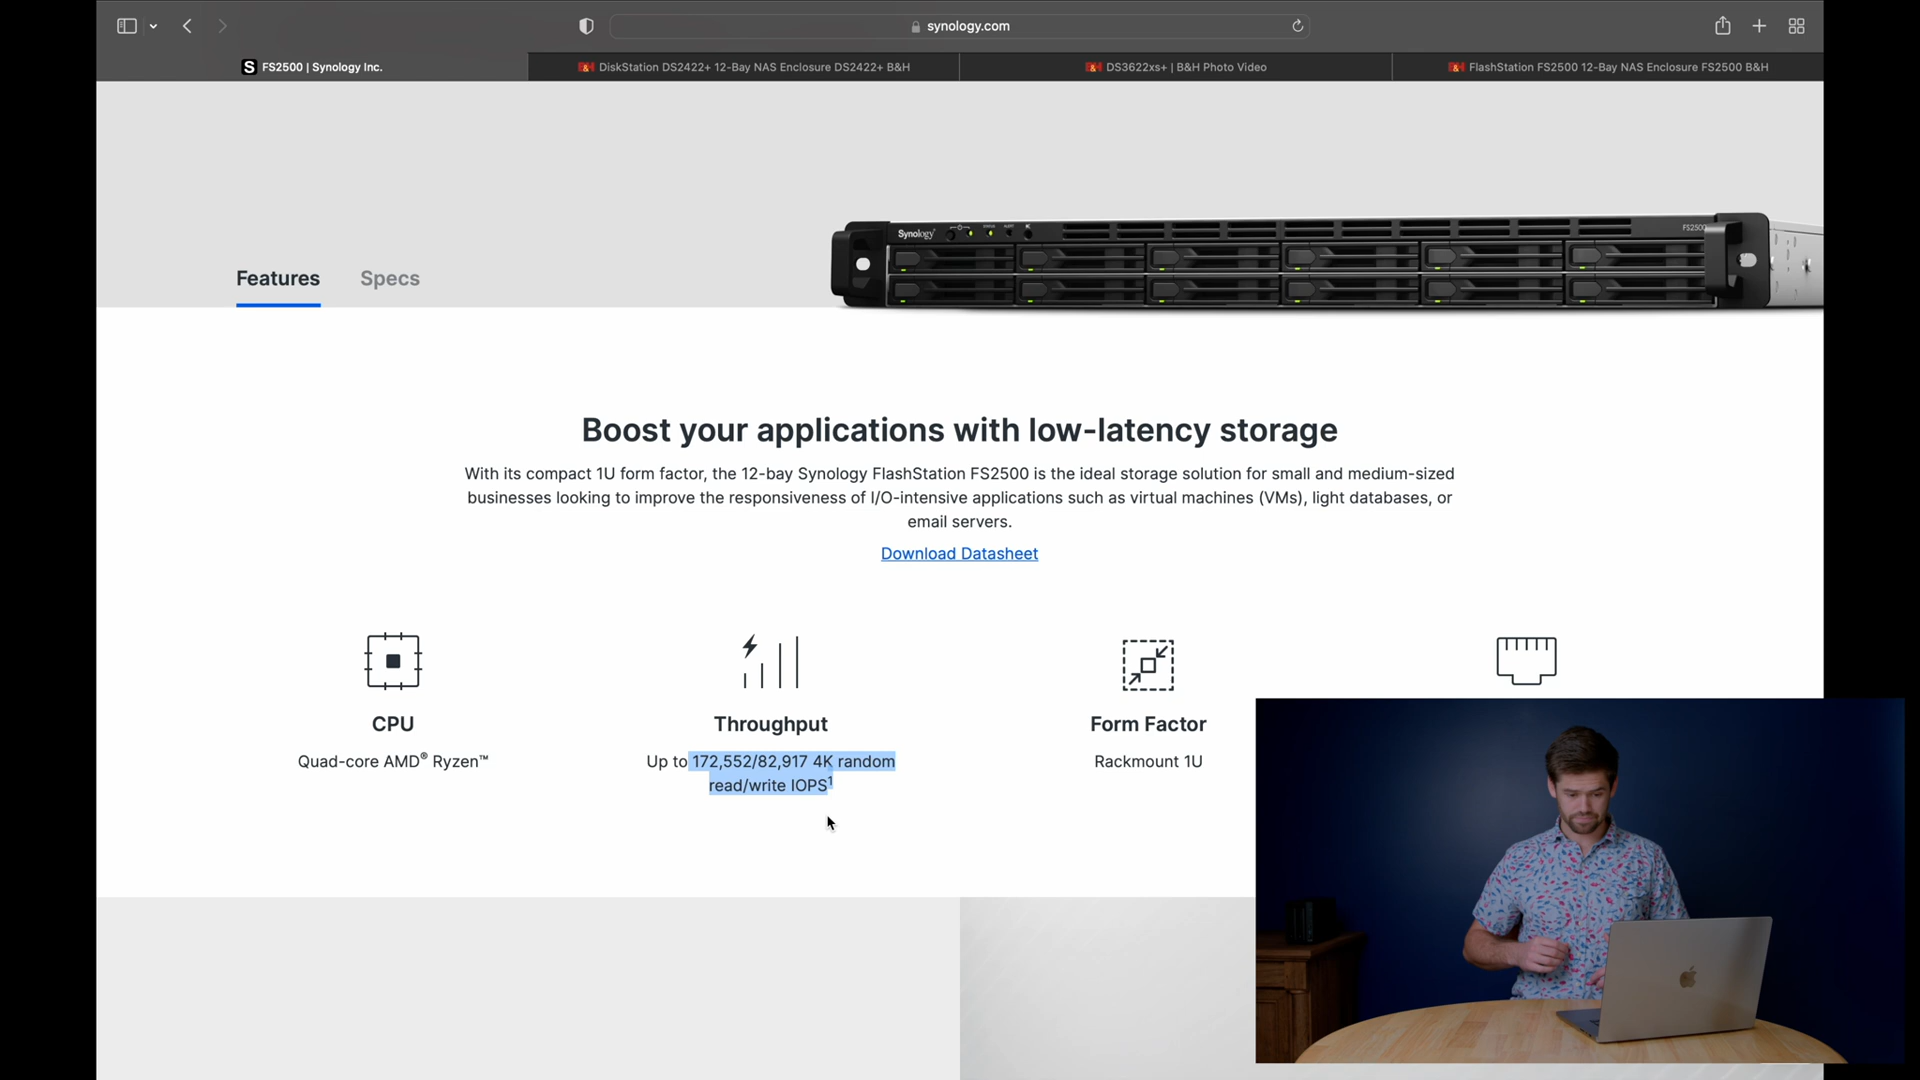 synology.com
FS2500 | Synology Inc.
DiskStation DS2422+ 12-Bay NAS Enclosure DS2422+ B&H
DS3622xs+ | B&H Photo Video
FlashStation FS2500 12-Bay NAS Enclosure FS2500 B&H
Synology
FS2500
Features
Specs
Boost your applications with low-latency storage
With its compact 1U form factor, the 12-bay Synology FlashStation FS2500 is the ideal storage solution for small and medium-sized
businesses looking to improve the responsiveness of I/O-intensive applications such as virtual machines (VMs), light databases, or
email servers.
Download Datasheet
CPU
Quad-core AMD® Ryzen™
Throughput
Up to 172,552/82,917 4K random
read/write IOPS¹
Form Factor
Rackmount 1U